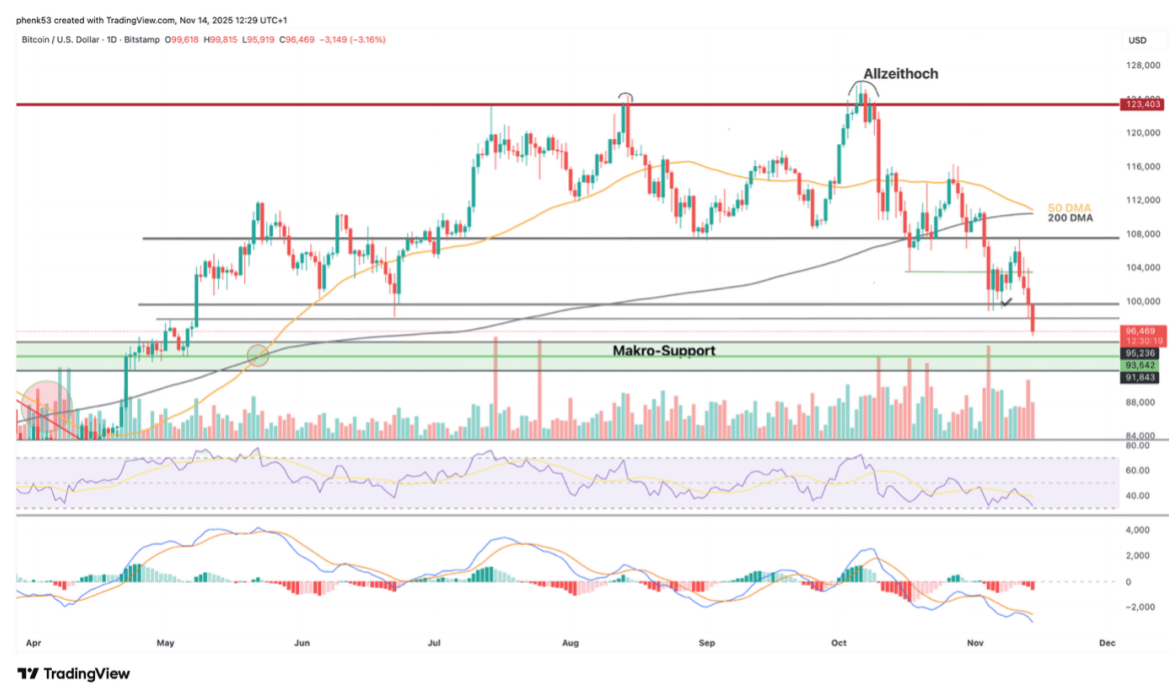 phenk53 created with TradingView.com, Nov 14, 2025 12:29 UTC+1
Bitcoin / U.S. Dollar · 1D · Bitstamp O99,618 H99,815 L95,919 C96,469 −3,149 (−3.16%)
USD
128,000
Allzeithoch
123,403
120,000
116,000
112,000
50 DMA
200 DMA
108,000
104,000
100,000
96,469
12:30:19
Makro-Support
95,236
93,542
91,843
88,000
84,000
80.00
60.00
40.00
4,000
2,000
0
−2,000
Apr May Jun Jul Aug Sep Oct Nov Dec
TradingView